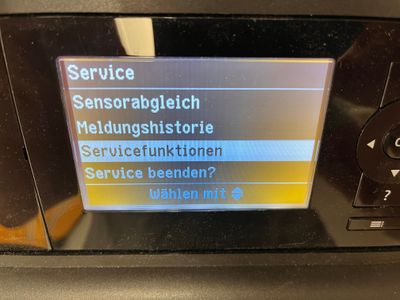 Service
Sensorabgleich
Meldungshistorie
Servicefunktionen
Service beenden?
Wählen mit
?